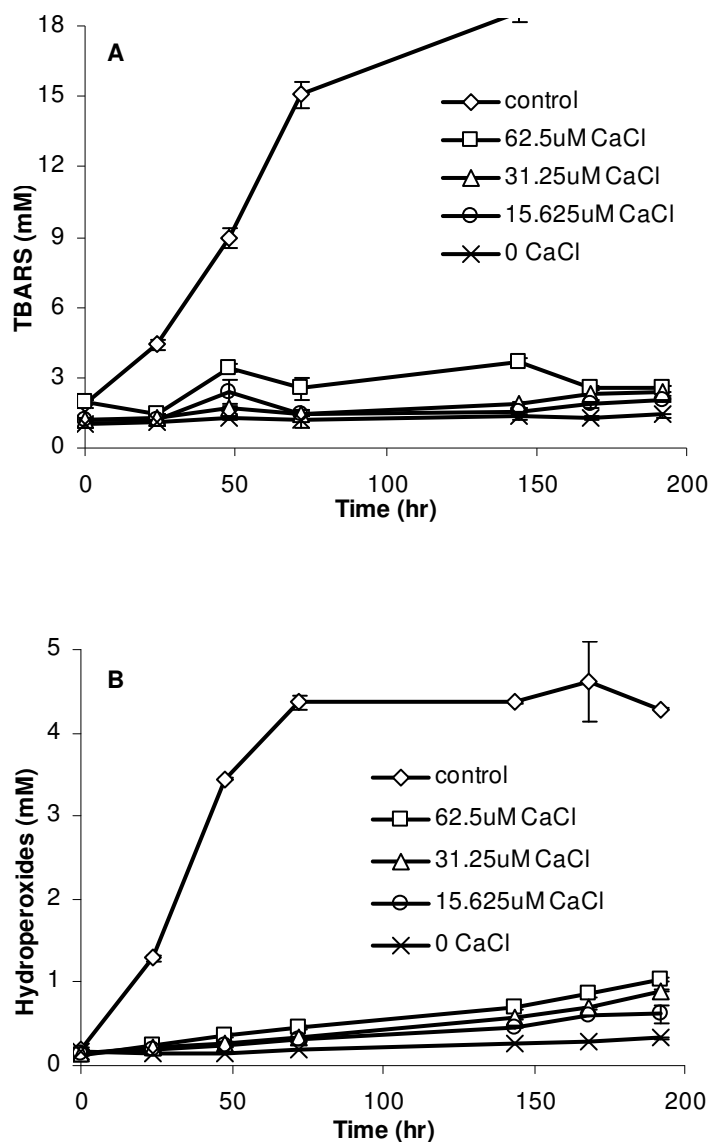 18
A
15
12
9
6
3
0
TBARS (mM)
control
62.5uM CaCl
31.25uM CaCl
15.625uM CaCl
0 CaCl
0
50
100
150
200
Time (hr)
5
B
4
3
2
1
0
Hydroperoxides (mM)
control
62.5uM CaCl
31.25uM CaCl
15.625uM CaCl
0 CaCl
0
50
100
150
200
Time (hr)